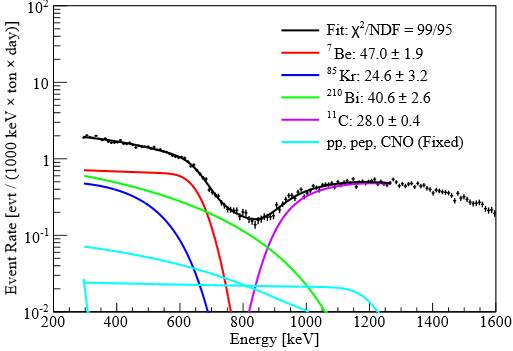 10²
Fit: χ²/NDF = 99/95
⁷Be: 47.0 ± 1.9
⁸⁵Kr: 24.6 ± 3.2
²¹⁰Bi: 40.6 ± 2.6
¹¹C: 28.0 ± 0.4
pp, pep, CNO (Fixed)
10
1
10⁻¹
10⁻²
Event Rate [evt / (1000 keV × ton × day)]
200 400 600 800 1000 1200 1400 1600
Energy [keV]